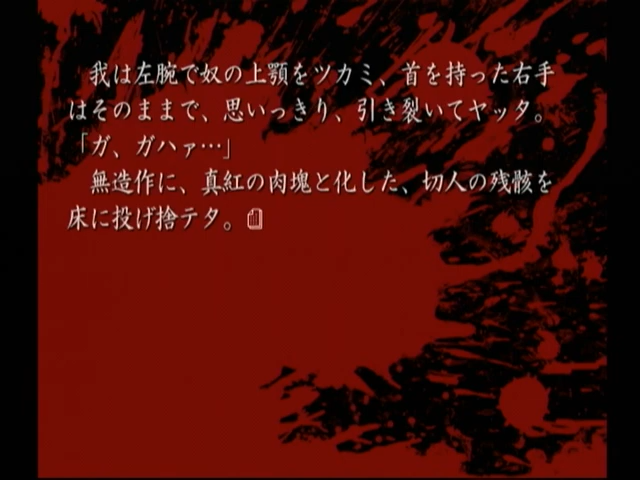 我は左腕で奴の上顎をツカミ、首を持った右手
はそのままで、思いっきり、引き裂いてヤッタ。
「ガ、ガハァ…」
無造作に、真紅の肉塊と化した、切人の残骸を
床に投げ捨テタ。